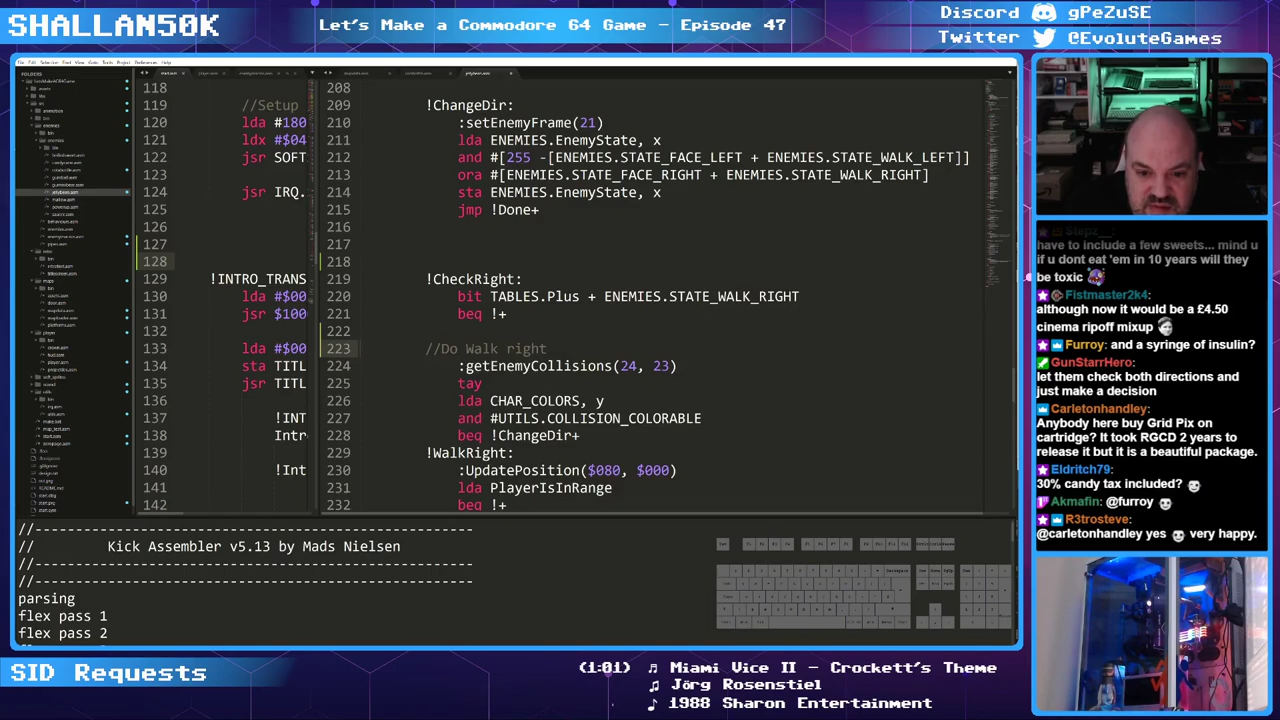 SHALLAN50K
Let's Make a Commodore 64 Game - Episode 47
Discord gPeZuSE
Twitter @EvoluteGames
118
119 //Setup
120 lda #180
121 ldx #$04
122 jsr SOFT
123
124 jsr IRQ.
125
126
127
128
129 !INTRO_TRAN
130 lda #$00
131 jsr $100
132
133 lda #$00
134 sta TITL
135 jsr TITL
136
137 !INT
138 Intr
139
140 !Int
141
142
208
209 !ChangeDir:
210 :setEnemyFrame(21)
211 lda ENEMIES.EnemyState, x
212 and #[255 -[ENEMIES.STATE_FACE_LEFT + ENEMIES.STATE_WALK_LEFT]]
213 ora #[ENEMIES.STATE_FACE_RIGHT + ENEMIES.STATE_WALK_RIGHT]
214 sta ENEMIES.EnemyState, x
215 jmp !Done+
216
217
218
219 !CheckRight:
220 bit TABLES.Plus + ENEMIES.STATE_WALK_RIGHT
221 beq !+
222
223 //Do Walk right
224 :getEnemyCollisions(24, 23)
225 tay
226 lda CHAR_COLORS, y
227 and #UTILS.COLLISION_COLORABLE
228 beq !ChangeDir+
229 !WalkRight:
230 :UpdatePosition($080, $000)
231 lda PlayerIsInRange
232 beq !+
//--------------------------------------------------
// Kick Assembler v5.13 by Mads Nielsen
//--------------------------------------------------
//--------------------------------------------------
parsing
flex pass 1
flex pass 2
Stepz__:
have to include a few sweets... mind u
if u dont eat 'em in 10 years will they
be toxic
Fistmaster2k4:
although now it would be a £4.50
cinema ripoff mixup
Furroy: and a syringe of insulin?
GunStarrHero:
let them check both directions and
just make a decision
Carletonhandley:
Anybody here buy Grid Pix on
cartridge? It took RGCD 2 years to
release it but it is a beautiful package.
Eldritch79:
30% candy tax included?
Akmafin: @furroy
R3trosteve:
@carletonhandley yes very happy.
SID Requests
(1:01) ♫ Miami Vice II - Crockett's Theme
♫ Jörg Rosenstiel
♪ 1988 Sharon Entertainment